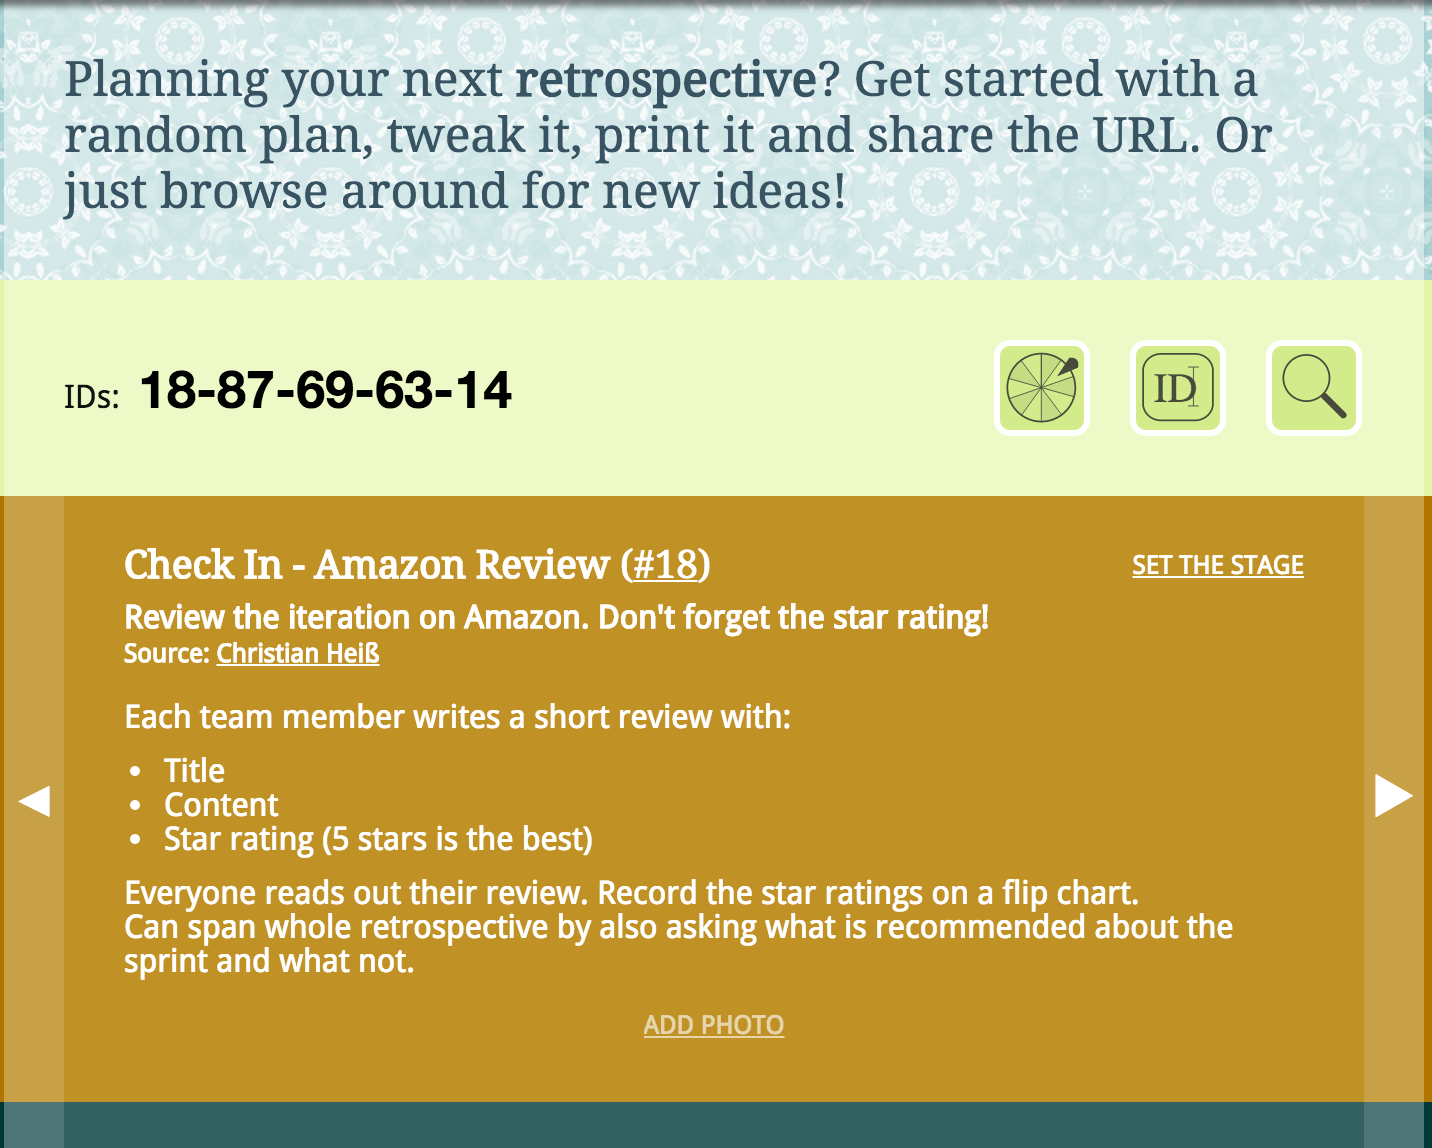 Planning your next retrospective? Get started with a
random plan, tweak it, print it and share the URL. Or
just browse around for new ideas!
IDs: 18-87-69-63-14
ID
Check In - Amazon Review (#18)
SET THE STAGE
Review the iteration on Amazon. Don't forget the star rating!
Source: Christian Heiß
Each team member writes a short review with:
• Title
• Content
• Star rating (5 stars is the best)
Everyone reads out their review. Record the star ratings on a flip chart.
Can span whole retrospective by also asking what is recommended about the
sprint and what not.
ADD PHOTO